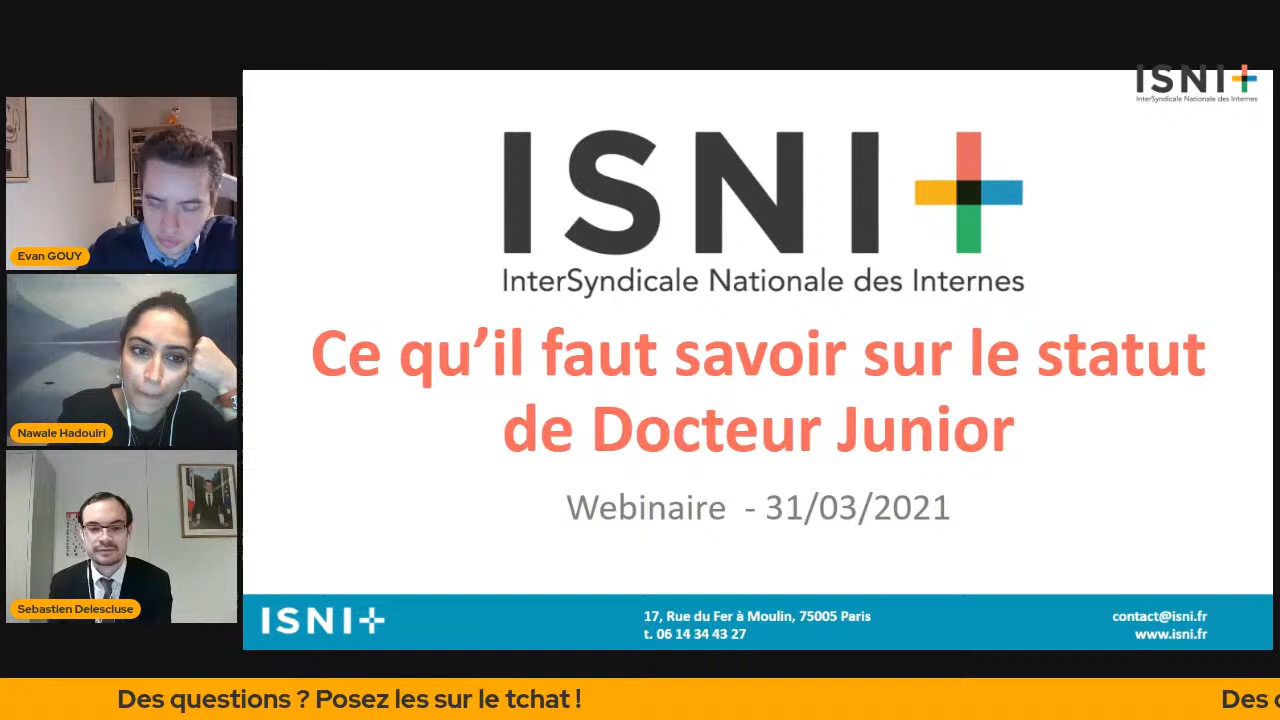 ISNI
InterSyndicale Nationale des Internes
Evan GOUY
Nawale Hadouiri
Sebastien Delescluse
ISNI
InterSyndicale Nationale des Internes
Ce qu’il faut savoir sur le statut
de Docteur Junior
Webinaire - 31/03/2021
ISNI
17, Rue du Fer à Moulin, 75005 Paris
t. 06 14 34 43 27
contact@isni.fr
www.isni.fr
Des questions ? Posez les sur le tchat !
Des